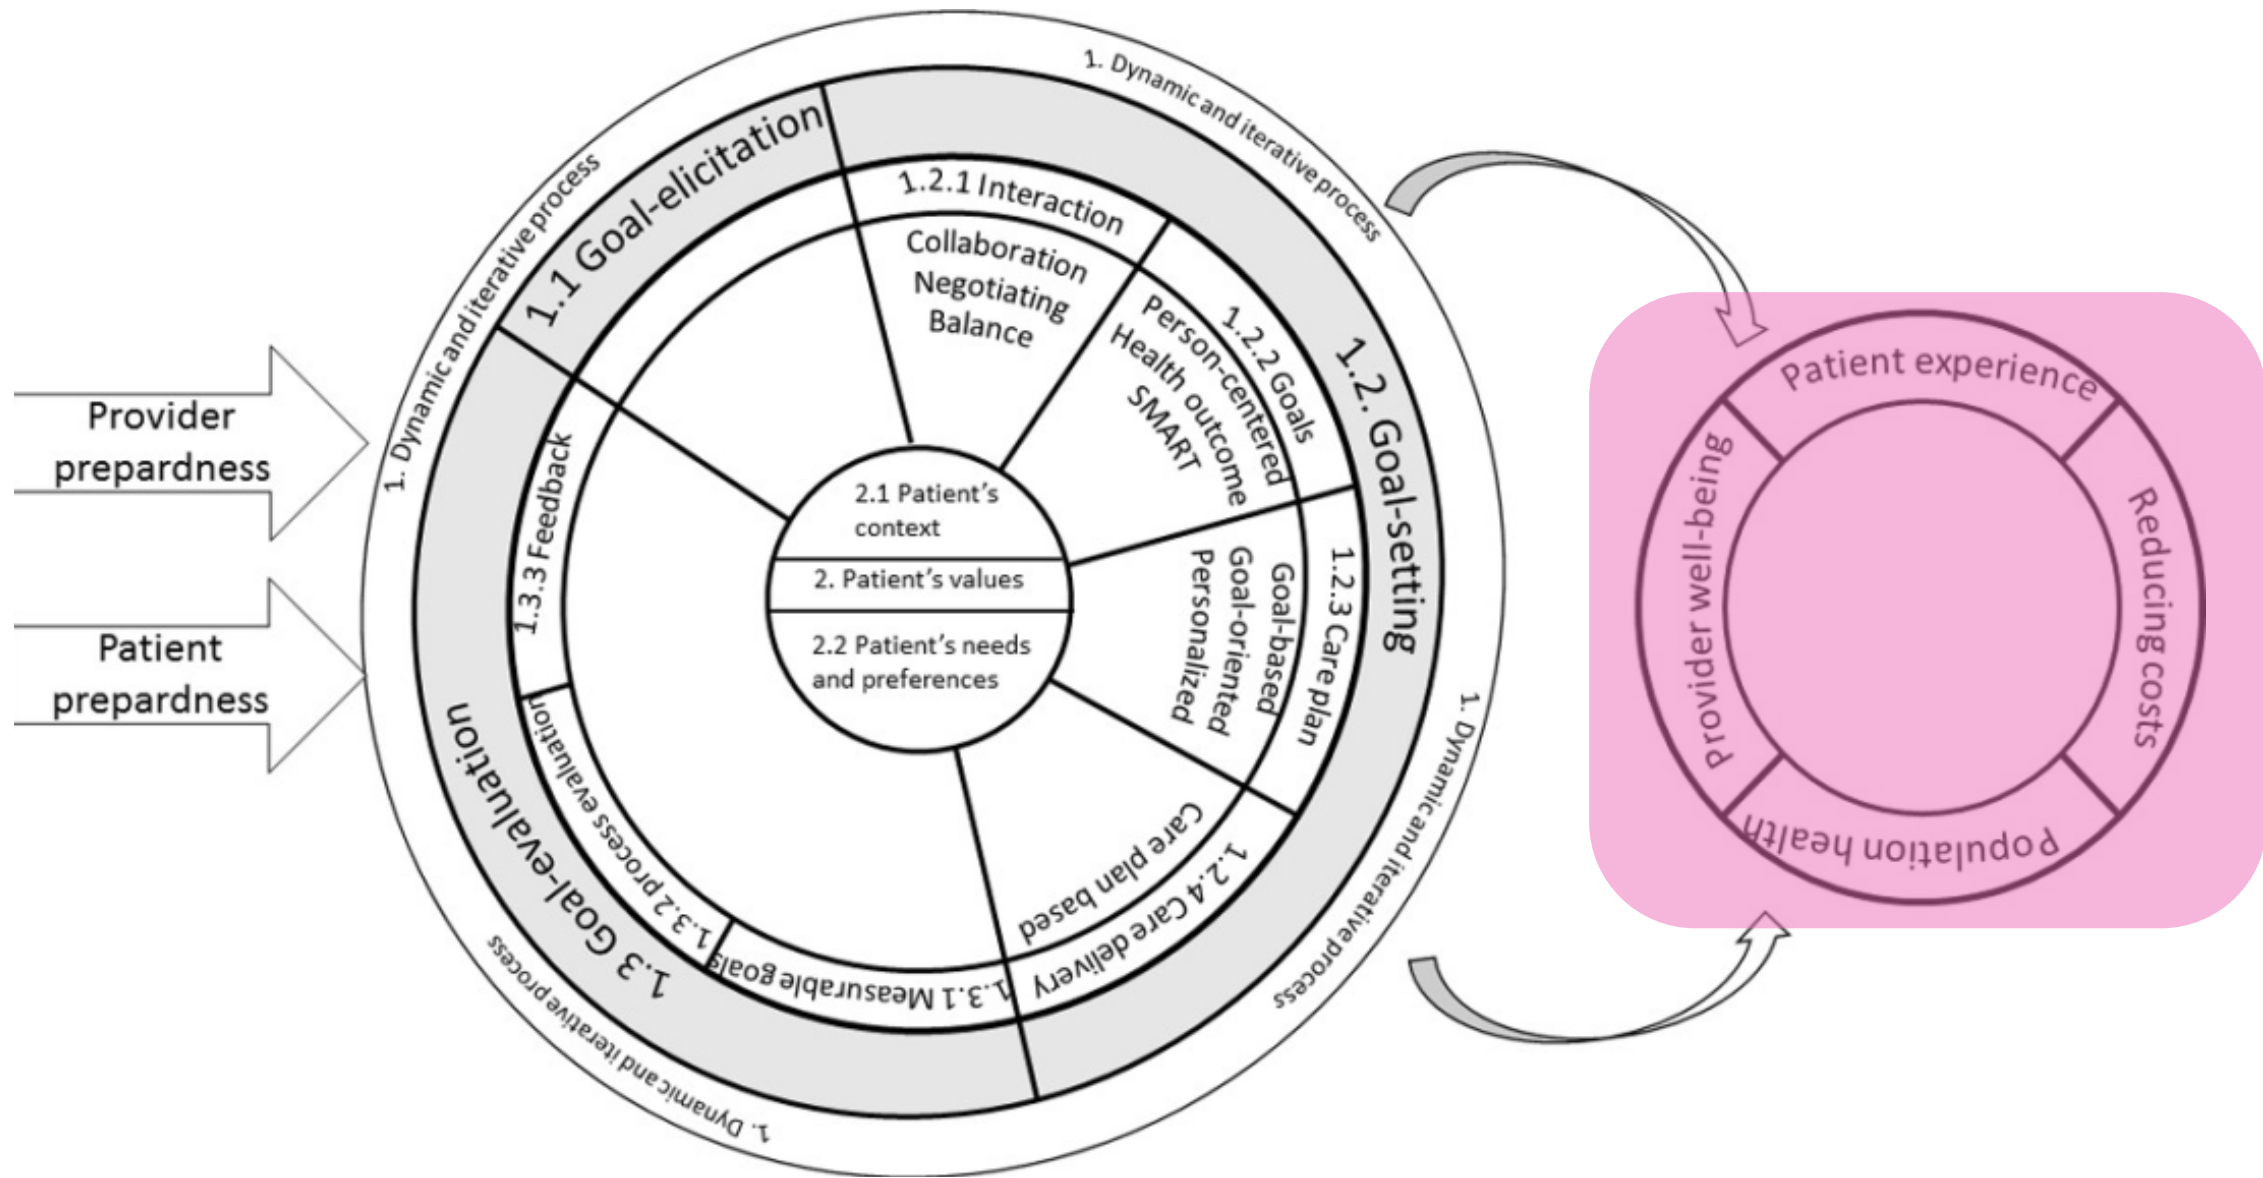 Provider
prepardness
Patient
prepardness
1. Dynamic and iterative process
1. Dynamic and iterative process
1. Dynamic and iterative process
1. Dynamic and iterative process
1.1 Goal-elicitation
1.2. Goal-setting
1.2.1 Interaction
Collaboration
Negotiating
Balance
1.2.2 Goals
Person-centered
Health outcome
SMART
1.2.3 Care plan
Goal-based
Goal-oriented
Personalized
1.2.4 Care delivery
Care plan based
1.3 Goal-evaluation
1.3.1 Measurable goals
1.3.2 process evaluation
1.3.3 Feedback
2.1 Patient’s
context
2. Patient’s values
2.2 Patient’s needs
and preferences
Patient experience
Reducing costs
Population health
Provider well-being